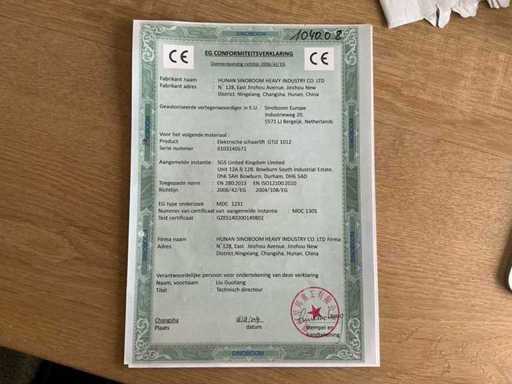 104008
SINOBOOM
CE
EG CONFORMITEITSVERKLARING
CE
Overeenkomstig richtlijn 2006/42/EG
Fabrikant naam : HUNAN SINOBOOM HEAVY INDUSTRY CO. LTD
Fabrikant adres : N° 128, East Jinzhou Avenue, Jinzhou New
District, Ningxiang, Changsha, Hunan, China
Geautoriseerde vertegenwoordiger in E.U. : Sinoboom Europe
Industrieweg 20,
5571 LJ Bergeijk, Netherlands
Voor het volgende materiaal :
Product : Elektrische schaarlift GTJZ 1012
Serie nummer :
Aangemelde instantie : SGS United Kingdom Limited
Unit 12A & 12B, Bowburn South Industrial Estate,
DH6 5AH Bowburn, Durham, DH6 5AD
Toegepaste norm : EN 280:2013 EN ISO12100:2010
Richtlijn : 2006/42/EG 2004/108/EG
EG type onderzoek : MDC 1231
Nummer van certificaat van aangemelde instantie : MDC 1305
Test certificaat :
Firma naam : HUNAN SINOBOOM HEAVY INDUSTRY CO. LTD Firma
Adres : N°128, East Jinzhou Avenue, Jinzhou New
District,Ningxiang, Changsha, Hunan, China
Verantwoordelijke persoon voor ondertekening van deze verklaring
Naam, voornaam : Liu Guoliang
Titel : Technisch directeur
Changsha
Plaats datum Stempel en
handtekening
SINOBOOM